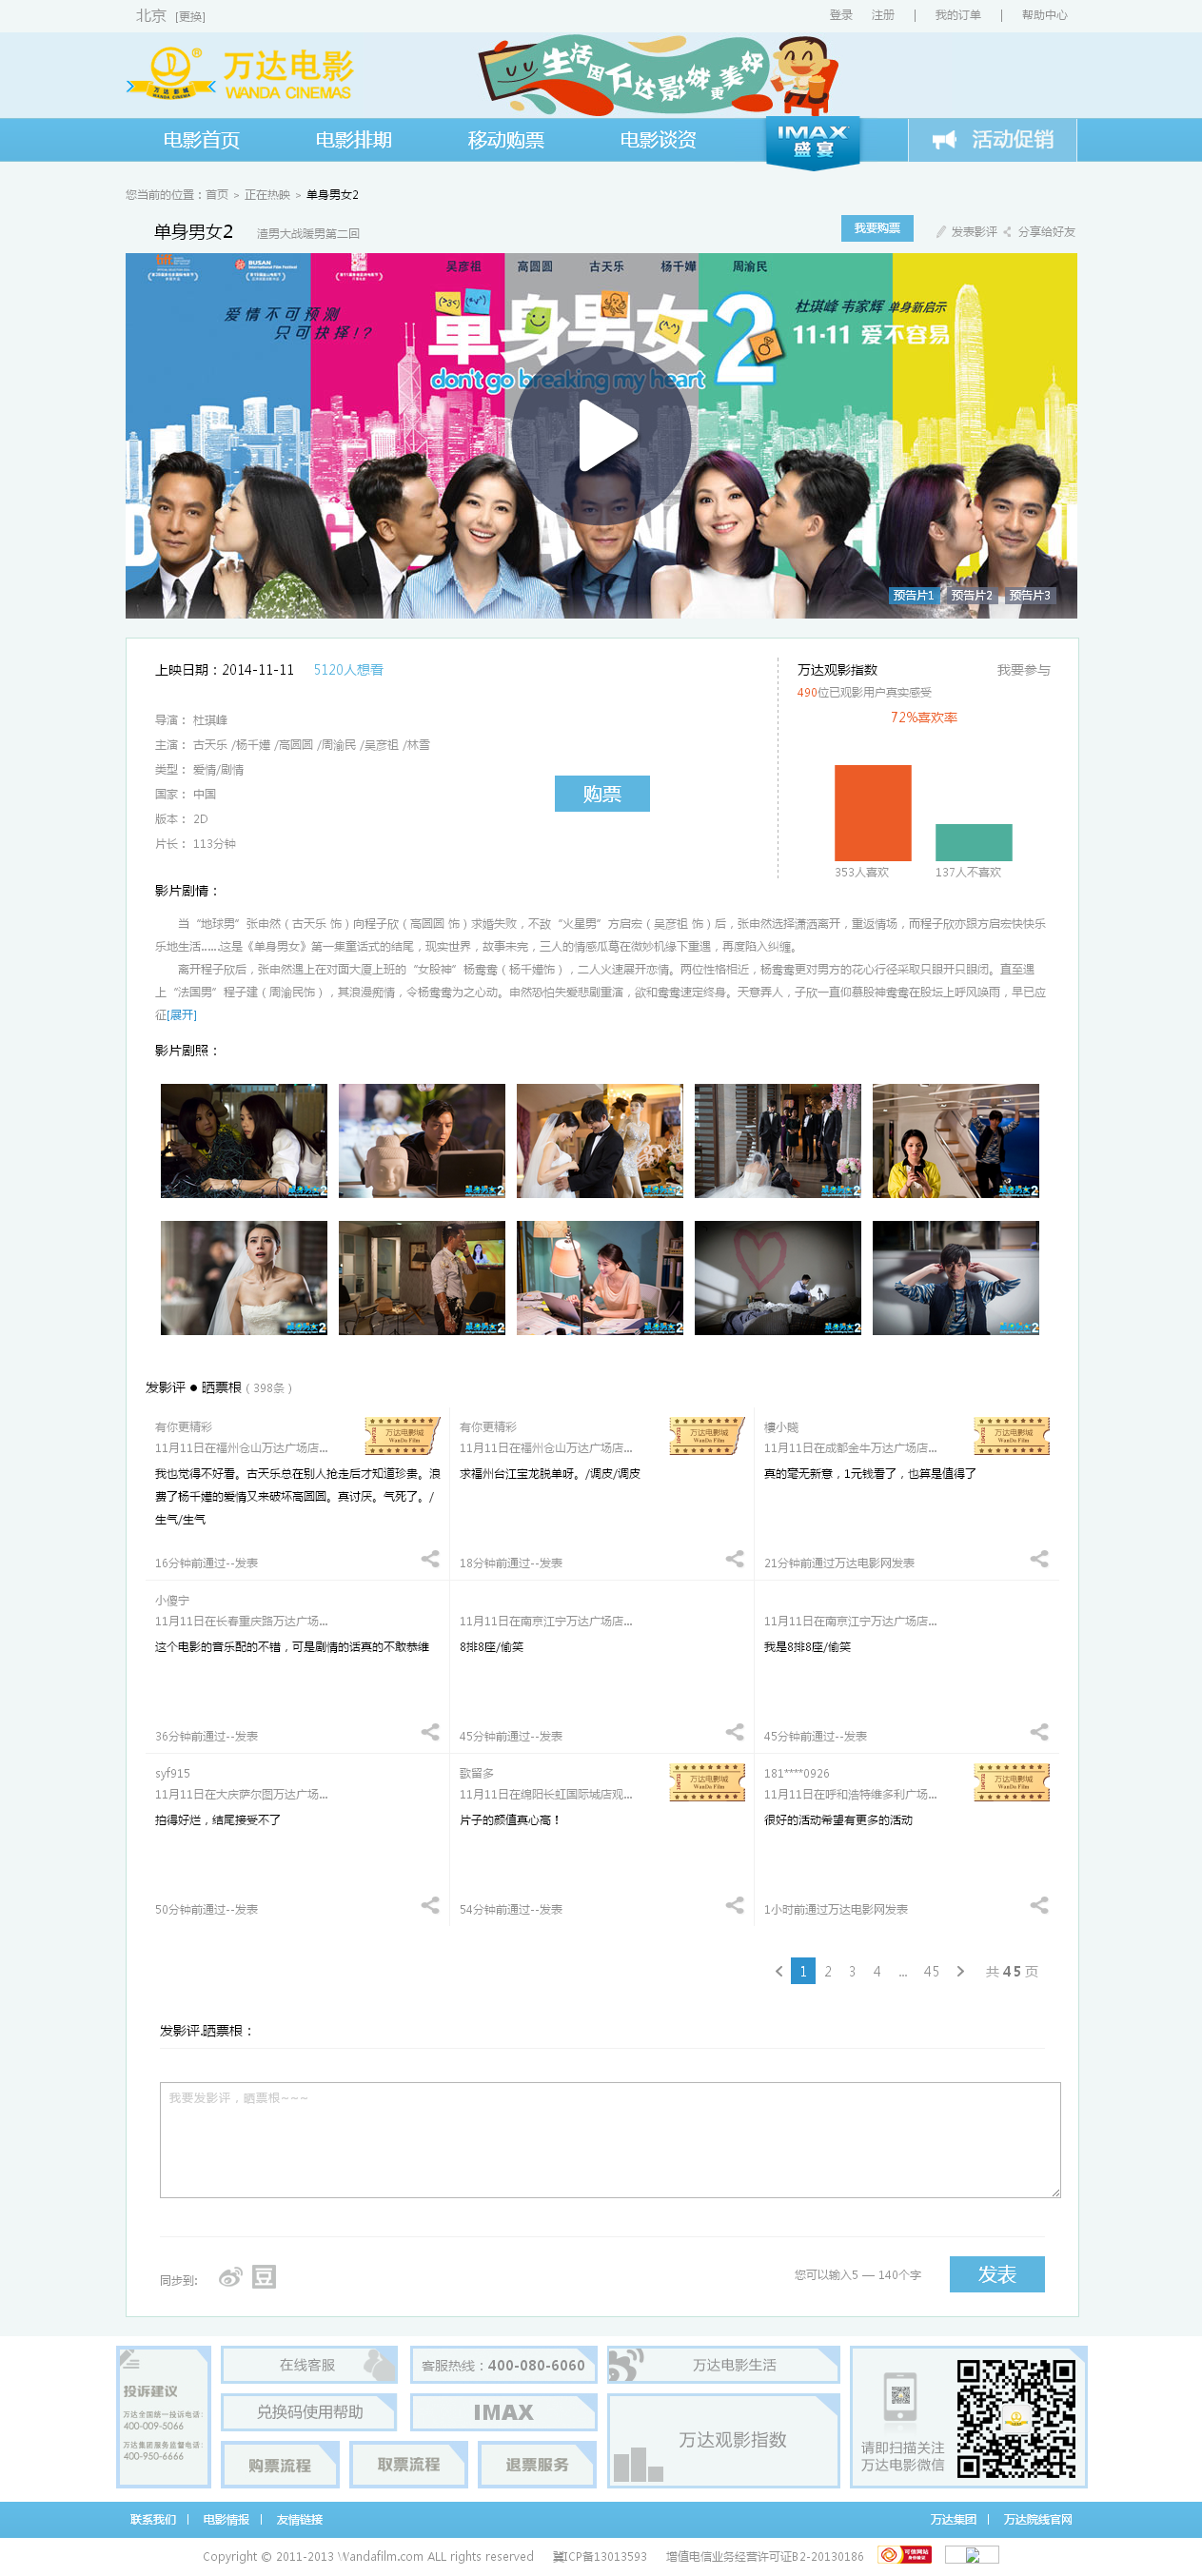 北京 [更换]
登录 注册 | 我的订单 | 帮助中心
万达电影
WANDA CINEMAS
生活因万达影城更美好
电影首页 电影排期 移动购票 电影谈资 IMAX 盛宴 活动促销
您当前的位置：首页 > 正在热映 > 单身男女2
单身男女2 渣男大战暖男第二回
我要购票 发表影评 分享给好友
吴彦祖 高圆圆 古天乐 杨千嬅 周渝民
爱情不可预测
只可抉择!?
单身男女2
don't go breaking my heart
杜琪峰 韦家辉 单身新启示
11-11 爱不容易
预告片1 预告片2 预告片3
上映日期：2014-11-11 5120人想看
导演： 杜琪峰
主演： 古天乐 /杨千嬅 /高圆圆 /周渝民 /吴彦祖 /林雪
类型： 爱情/剧情
国家： 中国
版本： 2D
片长： 113分钟
购票
万达观影指数 我要参与
490位已观影用户真实感受
72%喜欢率
353人喜欢 137人不喜欢
影片剧情：
当“地球男”张申然（古天乐 饰）向程子欣（高圆圆 饰）求婚失败，不敌“火星男”方启宏（吴彦祖 饰）后，张申然选择潇洒离开，重返情场，而程子欣亦跟方启宏快快乐
乐地生活……这是《单身男女》第一集童话式的结尾，现实世界，故事未完，三人的情感瓜葛在微妙机缘下重遇，再度陷入纠缠。
离开程子欣后，张申然遇上在对面大厦上班的“女股神”杨鸯鸯（杨千嬅饰），二人火速展开恋情。两位性格相近，杨鸯鸯更对男方的花心行径采取只眼开只眼闭。直至遇
上“法国男”程子建（周渝民饰），其浪漫痴情，令杨鸯鸯为之心动。申然恐怕失爱悲剧重演，欲和鸯鸯速定终身。天意弄人，子欣一直仰慕股神鸯鸯在股坛上呼风唤雨，早已应
征[展开]
影片剧照：
发影评 ● 晒票根 ( 398条 )
有你更精彩
11月11日在福州仓山万达广场店...
万达电影城
WanDa Film
我也觉得不好看。古天乐总在别人抢走后才知道珍贵。浪
费了杨千嬅的爱情又来破坏高圆圆。真讨厌。气死了。/
生气/生气
16分钟前通过--发表
有你更精彩
11月11日在福州仓山万达广场店...
万达电影城
WanDa Film
求福州台江宝龙脱单呀。/调皮/调皮
18分钟前通过--发表
11月11日在成都金牛万达广场店...
万达电影城
WanDa Film
真的毫无新意，1元钱看了，也算是值得了
21分钟前通过万达电影网发表
小傻宁
11月11日在长春重庆路万达广场...
这个电影的音乐配的不错，可是剧情的话真的不敢恭维
36分钟前通过--发表
11月11日在南京江宁万达广场店...
8排8座/偷笑
45分钟前通过--发表
11月11日在南京江宁万达广场店...
我是8排8座/偷笑
45分钟前通过--发表
syf915
11月11日在大庆萨尔图万达广场...
拍得好烂，结尾接受不了
50分钟前通过--发表
歌留多
11月11日在绵阳长虹国际城店观...
万达电影城
WanDa Film
片子的颜值真心高！
54分钟前通过--发表
181****0926
11月11日在呼和浩特维多利广场...
万达电影城
WanDa Film
很好的活动希望有更多的活动
1小时前通过万达电影网发表
1 2 3 4 ... 45 共 45 页
发影评.晒票根：
我要发影评，晒票根~~~
同步到: 豆
您可以输入5 — 140个字 发表
投诉建议
万达全国统一投诉电话：
400-009-5066
万达集团服务监督电话：
400-950-6666
在线客服
客服热线：400-080-6060
兑换码使用帮助
IMAX
购票流程 取票流程 退票服务
万达电影生活
万达观影指数
请即扫描关注
万达电影微信
联系我们 | 电影情报 | 友情链接
万达集团 | 万达院线官网
Copyright © 2011-2013 Wandafilm.com ALL rights reserved 冀ICP备13013593 增值电信业务经营许可证B2-20130186
可信网站